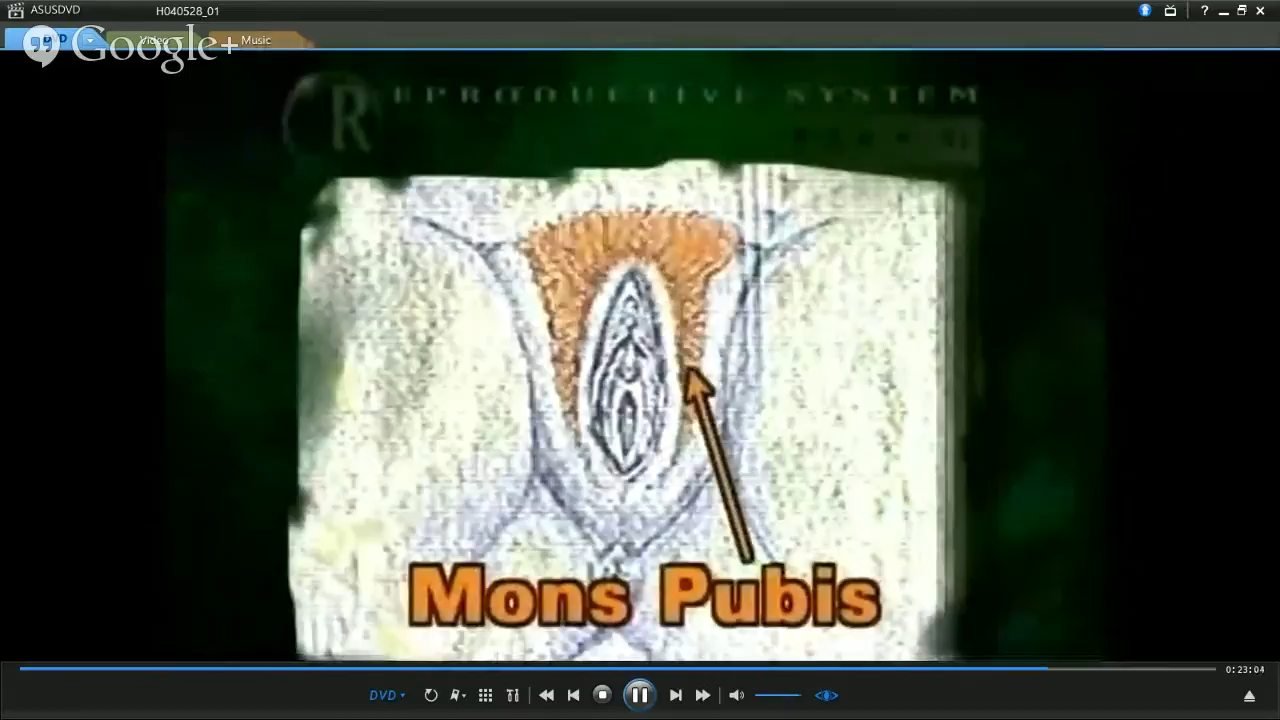 ASUSDVD
H040528_01
Google+
Video
Music
REPRODUCTIVE SYSTEM
Mons Pubis
0:23:04
DVD